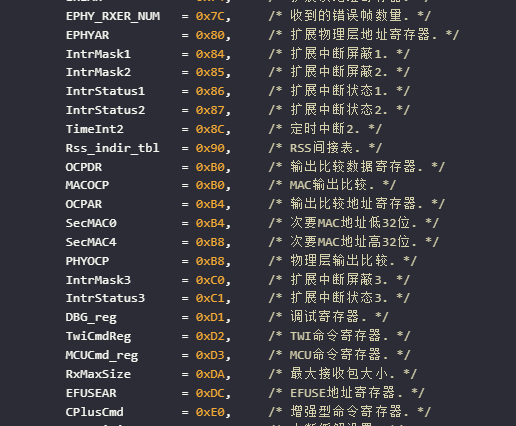 EPHY_RXER_NUM = 0x7C, /* 收到的错误帧数量. */
EPHYAR = 0x80, /* 扩展物理层地址寄存器. */
IntrMask1 = 0x84, /* 扩展中断屏蔽1. */
IntrMask2 = 0x85, /* 扩展中断屏蔽2. */
IntrStatus1 = 0x86, /* 扩展中断状态1. */
IntrStatus2 = 0x87, /* 扩展中断状态2. */
TimeInt2 = 0x8C, /* 定时中断2. */
Rss_indir_tbl = 0x90, /* RSS间接表. */
OCPDR = 0xB0, /* 输出比较数据寄存器. */
MACOCP = 0xB0, /* MAC输出比较. */
OCPAR = 0xB4, /* 输出比较地址寄存器. */
SecMAC0 = 0xB4, /* 次要MAC地址低32位. */
SecMAC4 = 0xB8, /* 次要MAC地址高32位. */
PHYOCP = 0xB8, /* 物理层输出比较. */
IntrMask3 = 0xC0, /* 扩展中断屏蔽3. */
IntrStatus3 = 0xC1, /* 扩展中断状态3. */
DBG_reg = 0xD1, /* 调试寄存器. */
TwiCmdReg = 0xD2, /* TWI命令寄存器. */
MCUCmd_reg = 0xD3, /* MCU命令寄存器. */
RxMaxSize = 0xDA, /* 最大接收包大小. */
EFUSEAR = 0xDC, /* EFUSE地址寄存器. */
CPlusCmd = 0xE0, /* 增强型命令寄存器. */